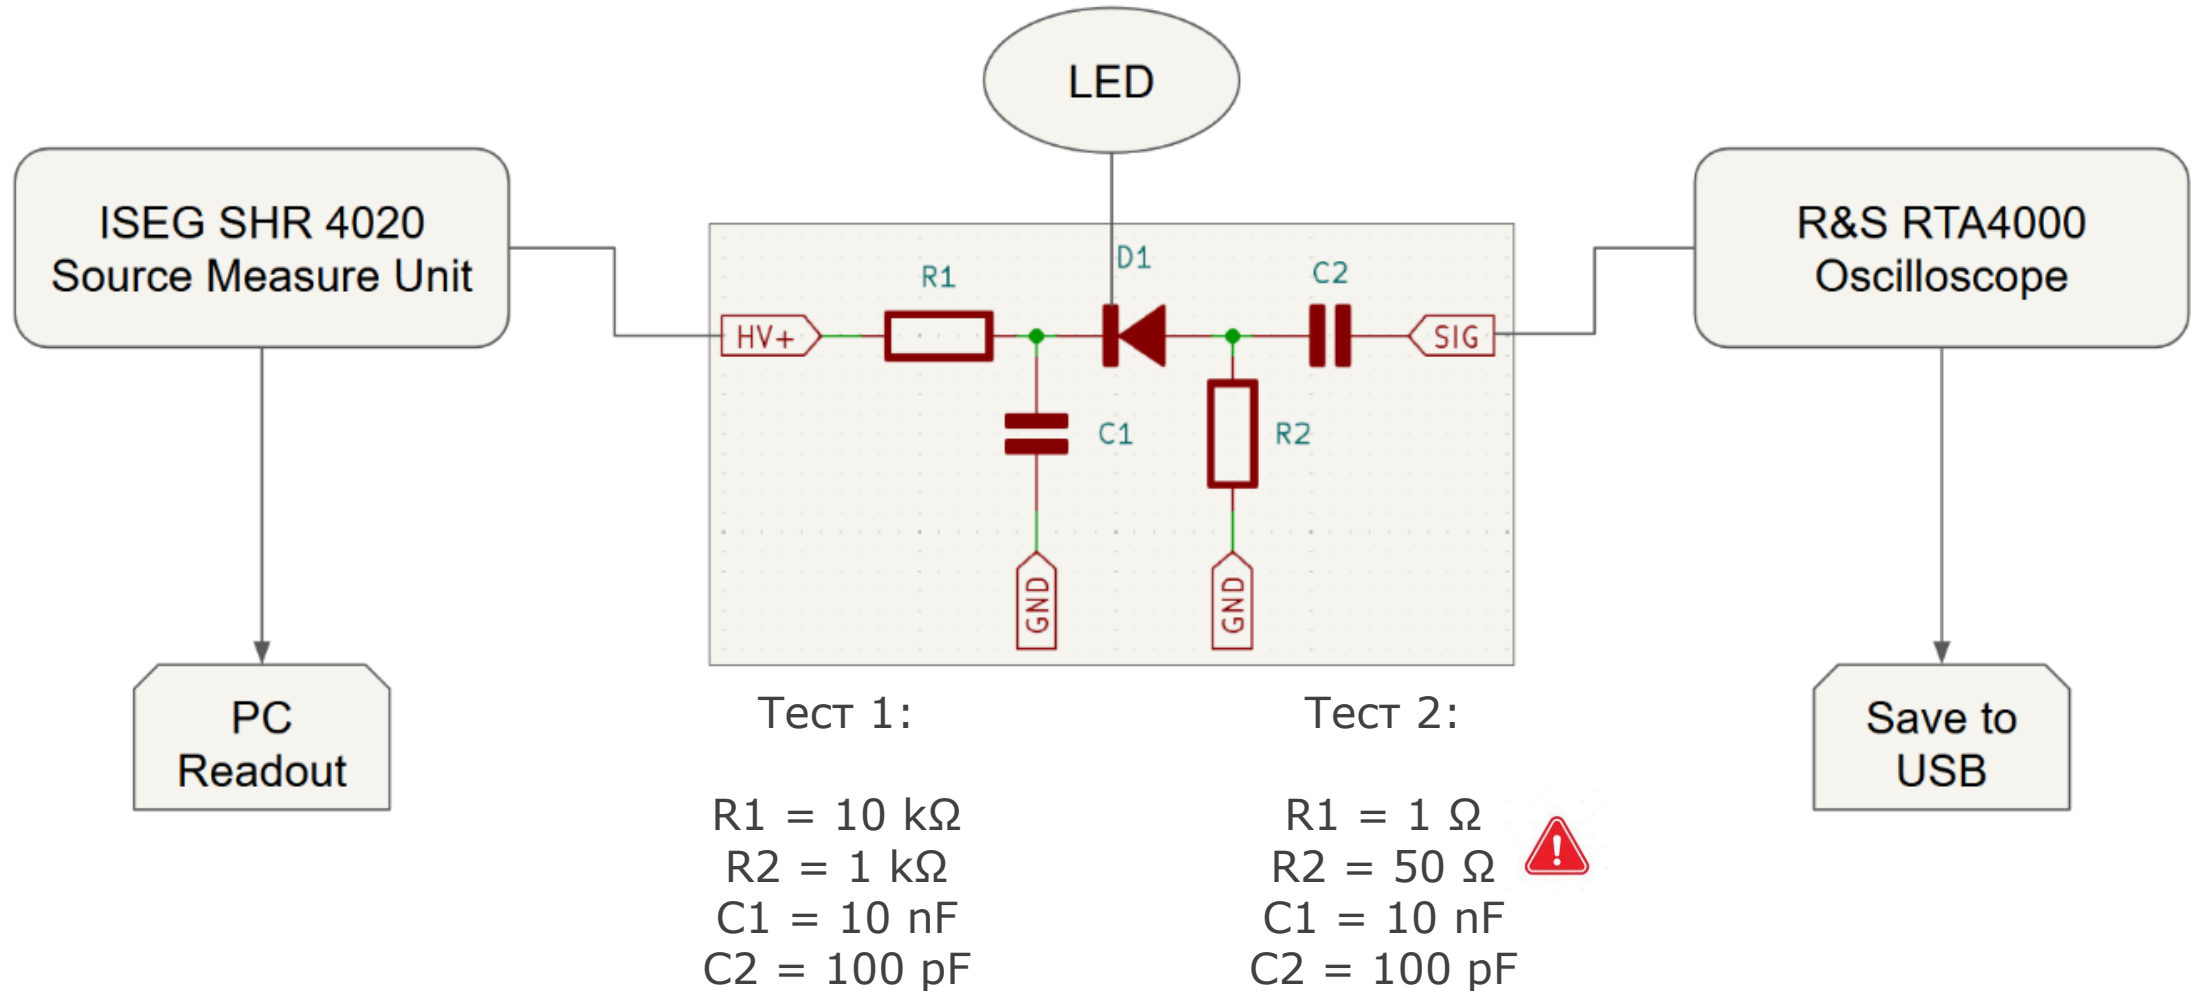 LED
ISEG SHR 4020
Source Measure Unit
R&S RTA4000
Oscilloscope
D1
R1
C2
HV+
SIG
C1
R2
GND
GND
PC
Readout
Save to
USB
Тест 1:
R1 = 10 kΩ
R2 = 1 kΩ
C1 = 10 nF
C2 = 100 pF
Тест 2:
R1 = 1 Ω
R2 = 50 Ω
!
C1 = 10 nF
C2 = 100 pF